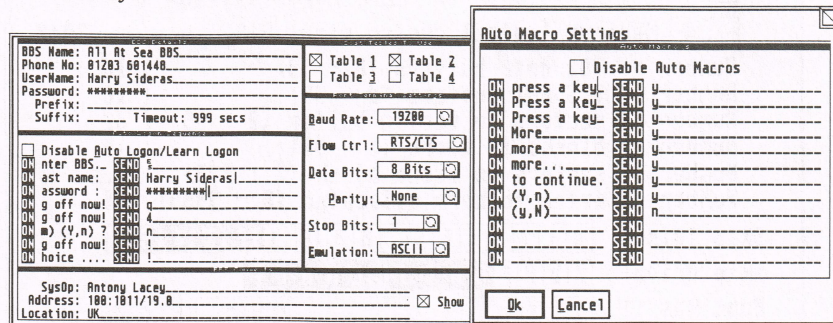 BBS Details
BBS Name: All At Sea BBS
Phone No: 01203 601440
UserName: Harry Sideras
Password: *********
Prefix:
Suffix: Timeout: 999 secs
Disable Auto Logon/Learn Logon
ON nter BBS.. SEND
ON ast name: SEND Harry Sideras
ON assword : SEND *********
ON g off now! SEND q
ON g off now! SEND 4
ON m) (Y,n) ? SEND n
ON g off now! SEND !
ON hoice .... SEND !
SysOp: Antony Lacey
Address: 100:1011/19.0
Location: UK
Show
Table 1 Table 2
Table 3 Table 4
Baud Rate: 19200
Flow Ctrl: RTS/CTS
Data Bits: 8 Bits
Parity: None
Stop Bits: 1
Emulation: ASCII
Auto Macro Settings
Auto Macros
Disable Auto Macros
ON press a key SEND y
ON Press a Key SEND y
ON Press a key SEND y
ON More SEND y
ON more SEND y
ON more... SEND y
ON to continue. SEND y
ON (Y,n) SEND y
ON (y,N) SEND n
ON SEND
ON SEND
ON SEND
Ok Cancel